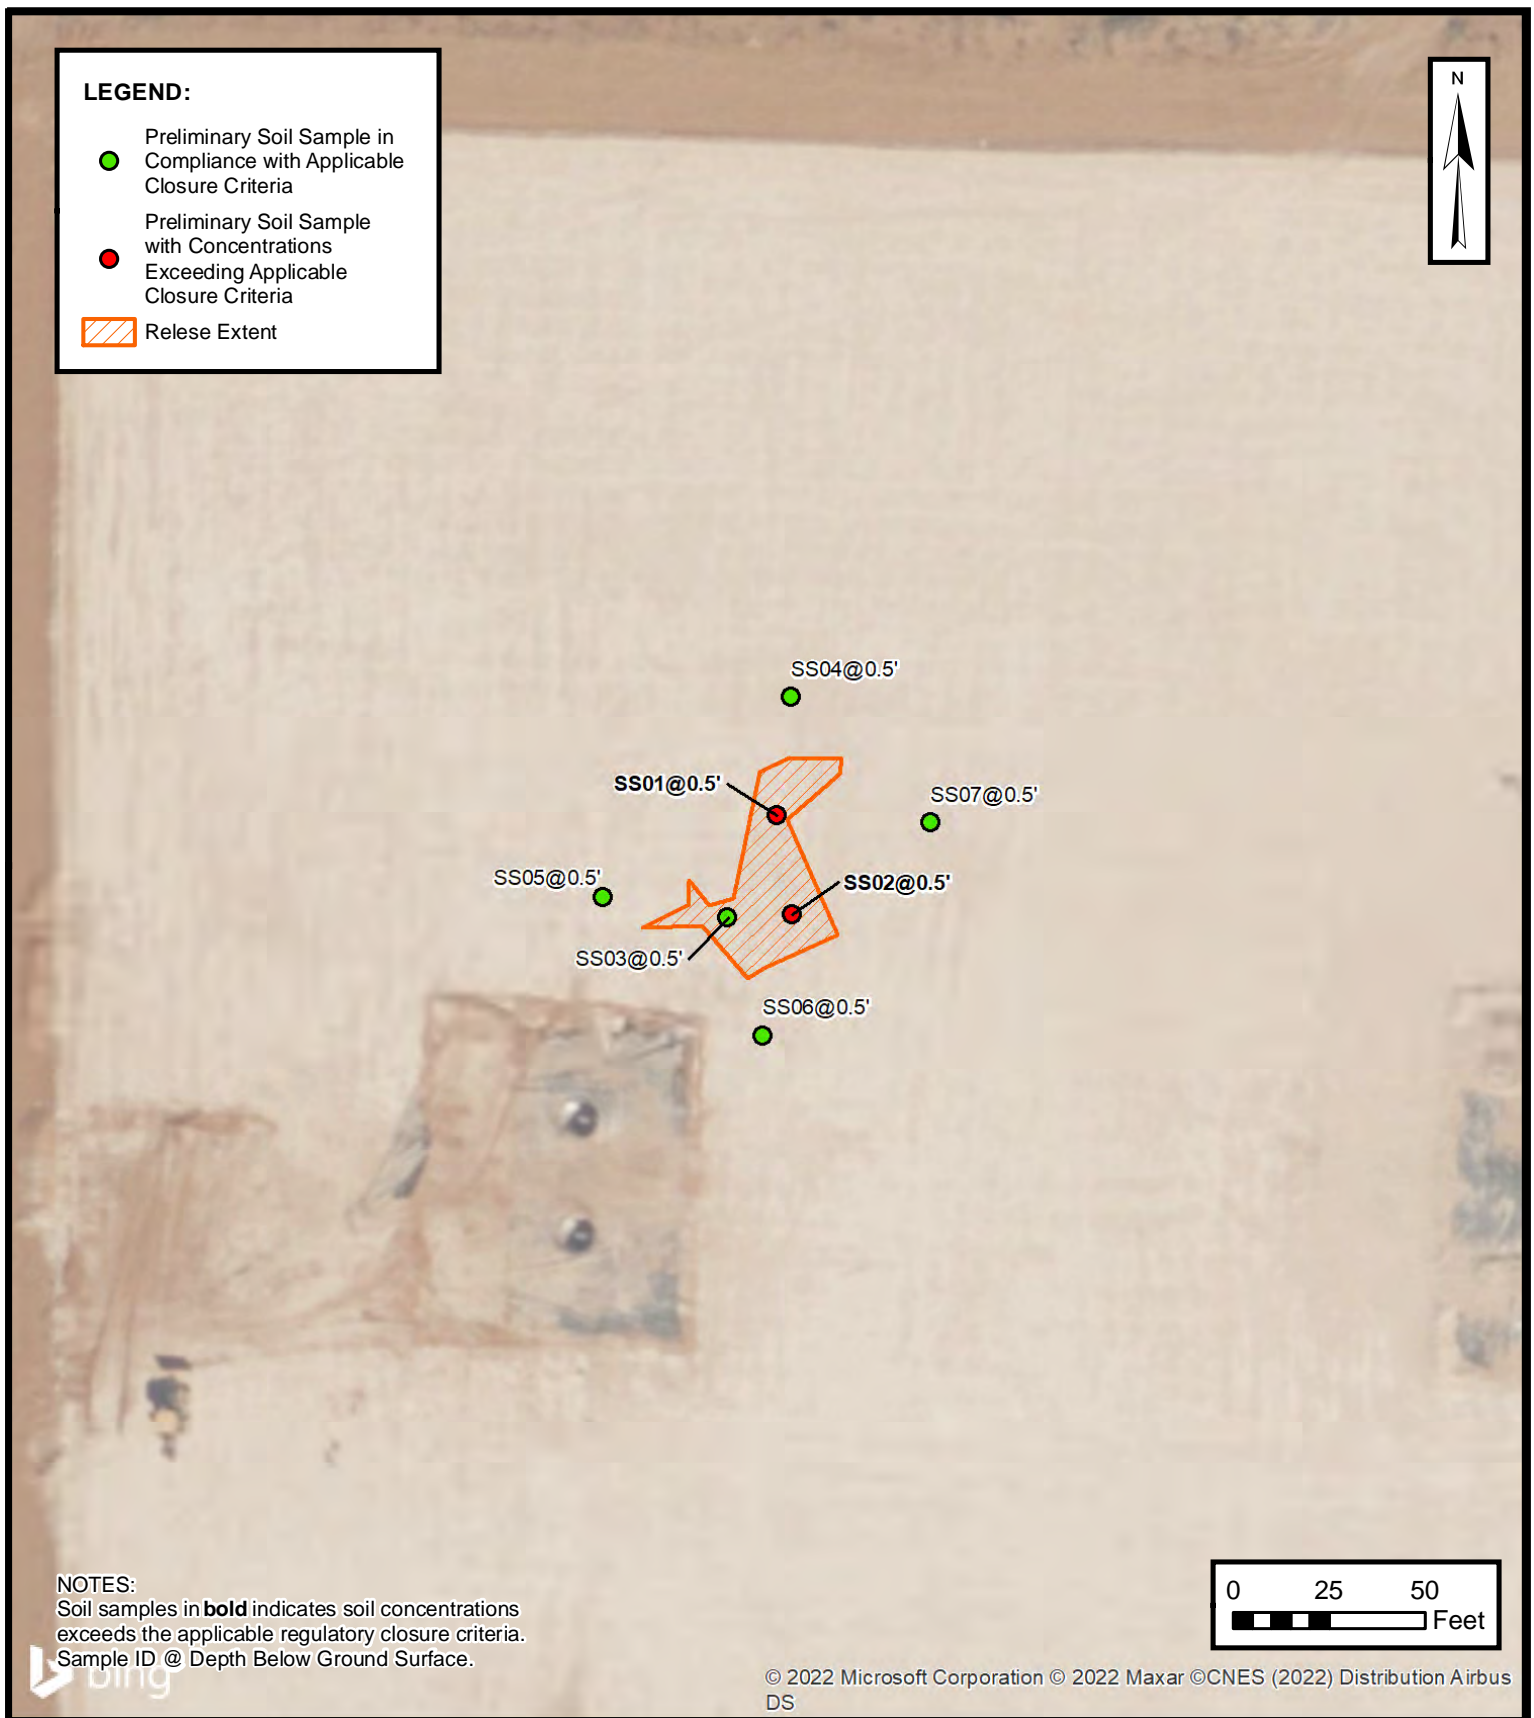 LEGEND:
Preliminary Soil Sample in
Compliance with Applicable
Closure Criteria
Preliminary Soil Sample
with Concentrations
Exceeding Applicable
Closure Criteria
Relese Extent
N
SS04@0.5'
SS01@0.5'
SS07@0.5'
SS05@0.5'
SS02@0.5'
SS03@0.5'
SS06@0.5'
NOTES:
Soil samples in bold indicates soil concentrations
exceeds the applicable regulatory closure criteria.
Sample ID @ Depth Below Ground Surface.
bing
0 25 50
Feet
© 2022 Microsoft Corporation © 2022 Maxar ©CNES (2022) Distribution Airbus
DS